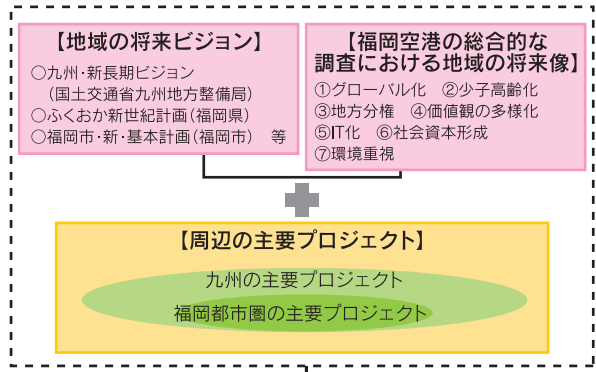 【地域の将来ビジョン】
○九州・新長期ビジョン
（国土交通省九州地方整備局）
○ふくおか新世紀計画（福岡県）
○福岡市・新・基本計画（福岡市）　等
【福岡空港の総合的な
調査における地域の将来像】
①グローバル化　②少子高齢化
③地方分権　④価値観の多様化
⑤IT化　⑥社会資本形成
⑦環境重視
【周辺の主要プロジェクト】
九州の主要プロジェクト
福岡都市圏の主要プロジェクト